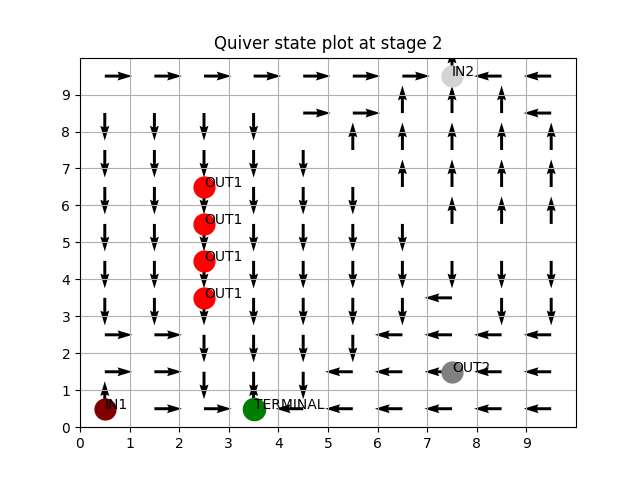 Quiver state plot at stage 2
IN2
9
8
7
OUT1
6
OUT1
5
OUT1
4
OUT1
3
2
OUT2
1
IN1 TERMINAL
0
0 1 2 3 4 5 6 7 8 9